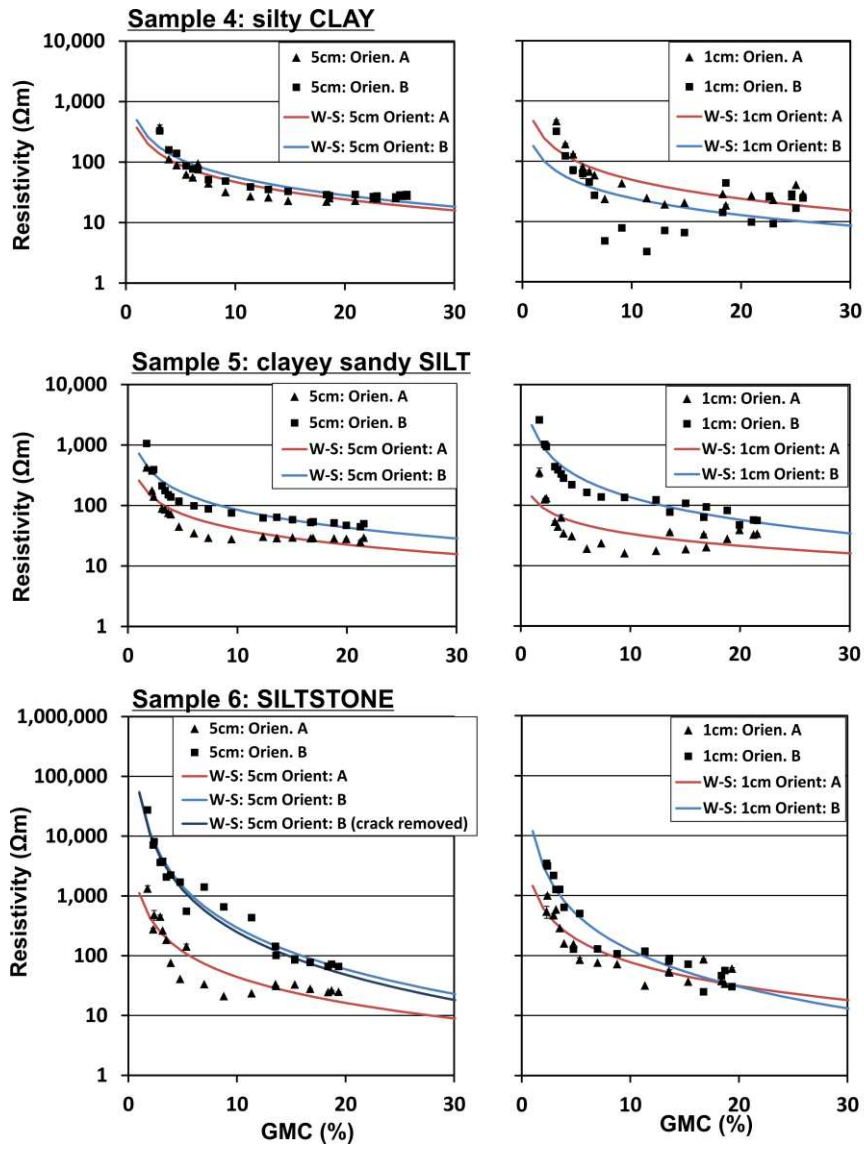 Sample 4: silty CLAY
Resistivity (Ωm)
10,000
1,000
100
10
1
0
10
20
30
5cm: Orien. A
5cm: Orien. B
W-S: 5cm Orient: A
W-S: 5cm Orient: B
0
10
20
30
1cm: Orien. A
1cm: Orien. B
W-S: 1cm Orient: A
W-S: 1cm Orient: B
Sample 5: clayey sandy SILT
Resistivity (Ωm)
10,000
1,000
100
10
1
0
10
20
30
5cm: Orien. A
5cm: Orien. B
W-S: 5cm Orient: A
W-S: 5cm Orient: B
0
10
20
30
1cm: Orien. A
1cm: Orien. B
W-S: 1cm Orient: A
W-S: 1cm Orient: B
Sample 6: SILTSTONE
Resistivity (Ωm)
1,000,000
100,000
10,000
1,000
100
10
1
0
10
20
30
GMC (%)
5cm: Orien. A
5cm: Orien. B
W-S: 5cm Orient: A
W-S: 5cm Orient: B
W-S: 5cm Orient: B (crack removed)
0
10
20
30
GMC (%)
1cm: Orien. A
1cm: Orien. B
W-S: 1cm Orient: A
W-S: 1cm Orient: B